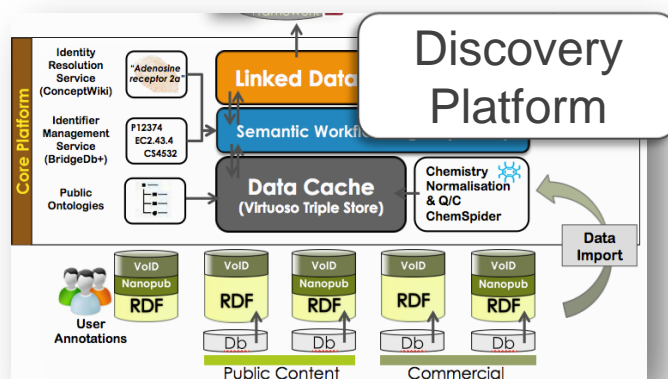 Framework
Discovery
Platform
Core Platform
Identity
Resolution
Service
(ConceptWiki)
"Adenosine
receptor 2a"
Linked Data
Identifier
Management
Service
(BridgeDb+)
P12374
EC2.43.4
CS4532
Semantic
Public
Ontologies
Data Cache
(Virtuoso Triple Store)
Chemistry
Normalisation
& Q/C
ChemSpider
Data
Import
User
Annotations
VoID
Nanopub
RDF
VoID
RDF
Db
VoID
Nanopub
RDF
Db
VoID
RDF
Db
VoID
Nanopub
RDF
Db
Public Content
Commercial